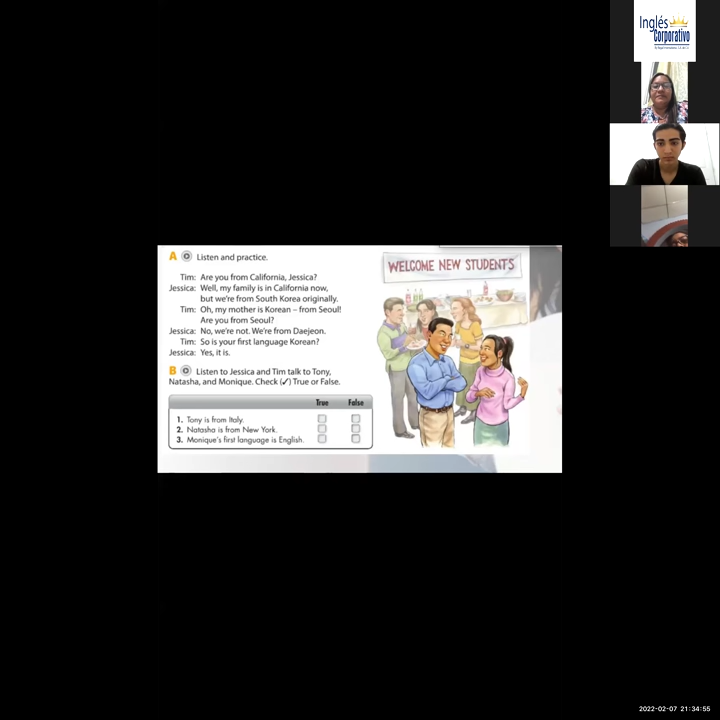 Inglés
Corporativo
A Listen and practice.
Tim: Are you from California, Jessica?
Jessica: Well, my family is in California now,
but we're from South Korea originally.
Tim: Oh, my mother is Korean – from Seoul!
Are you from Seoul?
Jessica: No, we're not. We're from Daejeon.
Tim: So is your first language Korean?
Jessica: Yes, it is.
B Listen to Jessica and Tim talk to Tony,
Natasha, and Monique. Check (✓) True or False.
True False
1. Tony is from Italy.
2. Natasha is from New York.
3. Monique's first language is English.
WELCOME NEW STUDENTS
2022-02-07 21:34:55